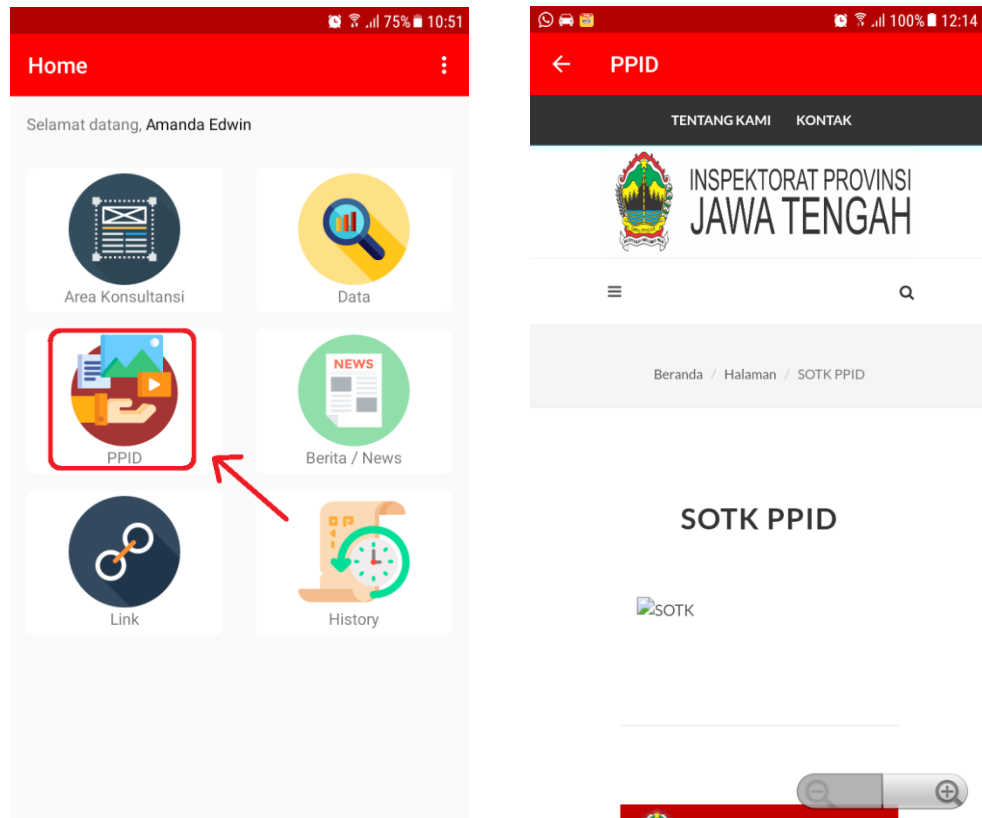 75% 10:51
Home
Selamat datang, Amanda Edwin
Area Konsultansi
Data
PPID
NEWS
Berita / News
Link
History
100% 12:14
PPID
TENTANG KAMI KONTAK
INSPEKTORAT PROVINSI
JAWA TENGAH
Beranda / Halaman / SOTK PPID
SOTK PPID
SOTK